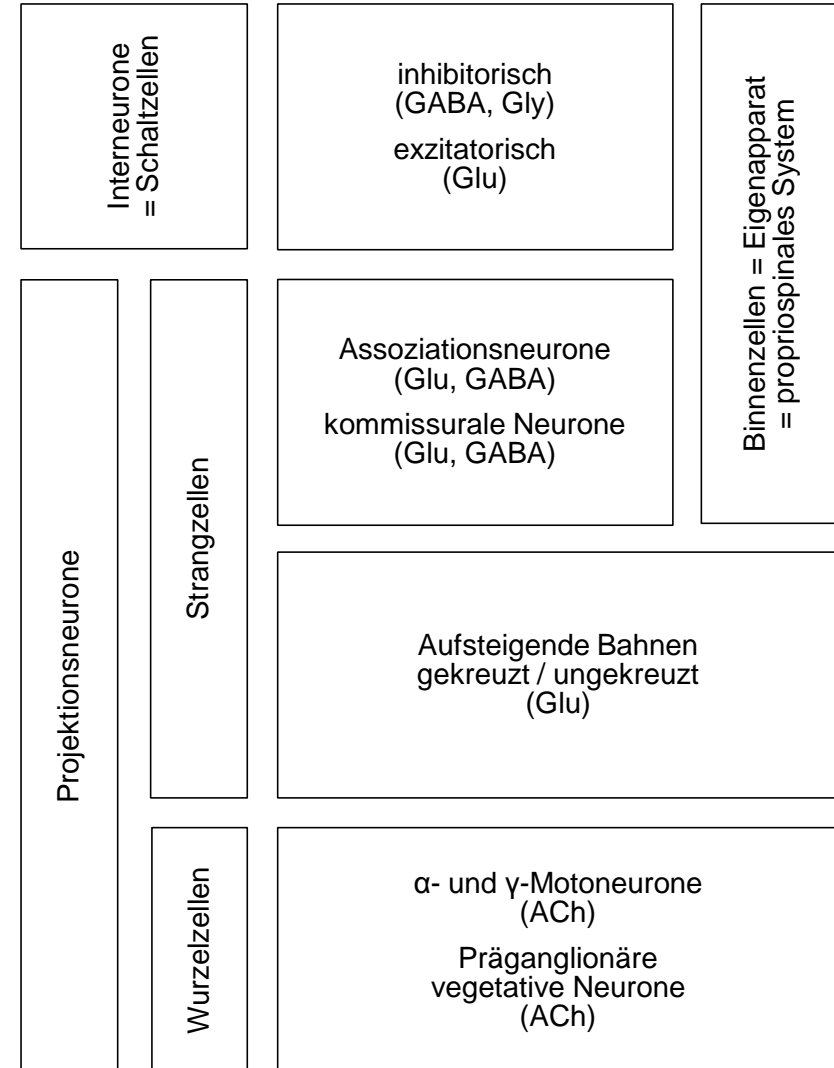 Interneurone
= Schaltzellen
inhibitorisch
(GABA, Gly)
exzitatorisch
(Glu)
Binnenzellen = Eigenapparat
= propriospinales System
Projektionsneurone
Strangzellen
Assoziationsneurone
(Glu, GABA)
kommissurale Neurone
(Glu, GABA)
Aufsteigende Bahnen
gekreuzt / ungekreuzt
(Glu)
Wurzelzellen
α- und γ-Motoneurone
(ACh)
Präganglionäre
vegetative Neurone
(ACh)